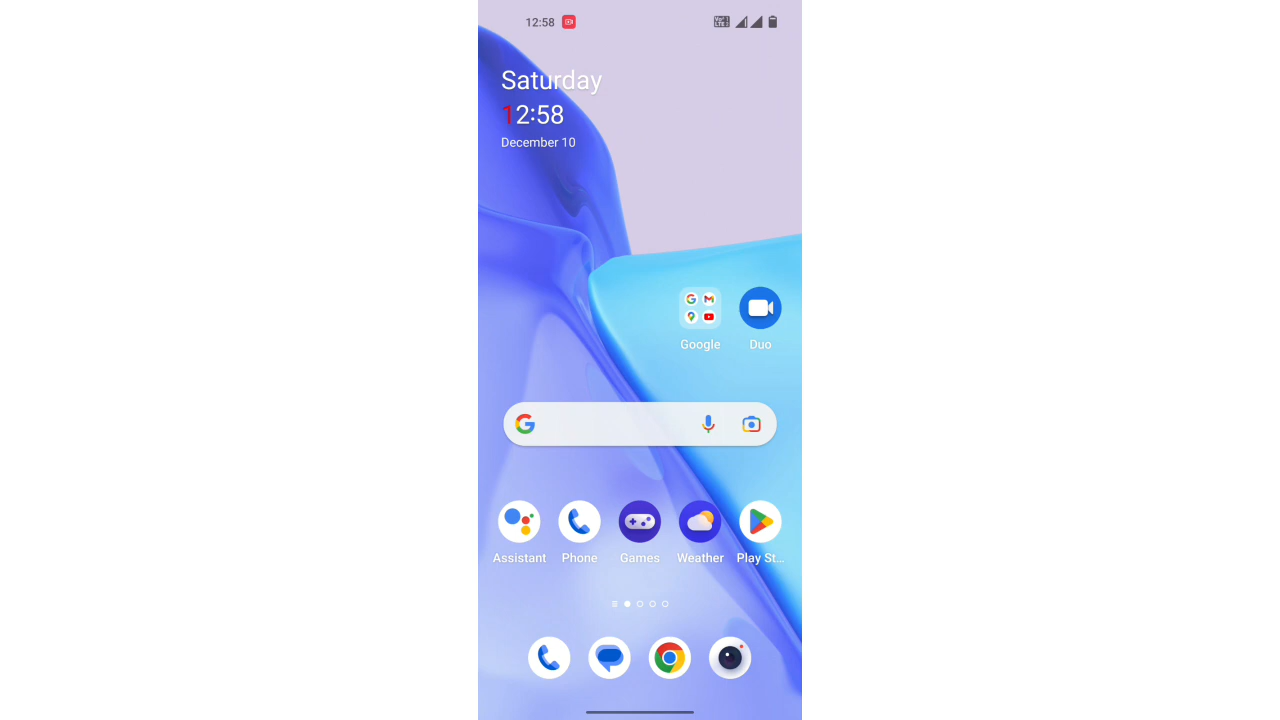 12:58
Saturday
12:58
December 10
Google
Duo
Assistant
Phone
Games
Weather
Play St...